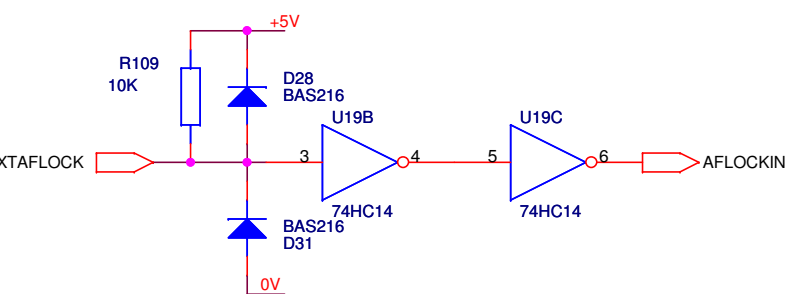 +5V
R109
10K
D28
BAS216
U19B
U19C
XTAFLOCK
3
4
5
6
AFLOCKIN
74HC14
74HC14
BAS216
D31
0V